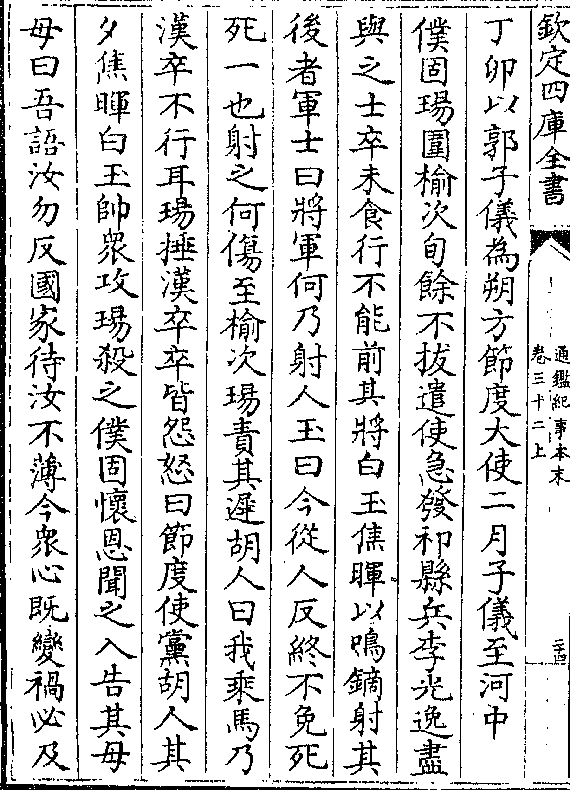 欽定四庫全書
通鑑紀事本末
卷三十二上
二十四
丁卯以郭子儀為朔方節度大使二月子儀至河中
僕固瑒圍榆次旬餘不拔遣使急發祁縣兵李光逸盡
與之士卒未食行不能前其將白玉焦暉以鳴鏑射其
後者軍士曰將軍何乃射人玉曰今從人反終不免死
死一也射之何傷至榆次瑒責其遲胡人曰我乘馬乃
漢卒不行耳瑒捶漢卒卒皆怨怒曰節度使黨胡人其
夕焦暉白玉帥衆攻瑒殺之僕固懷恩聞之入告其母
母曰吾語汝勿反國家待汝不薄今衆心既變禍必及